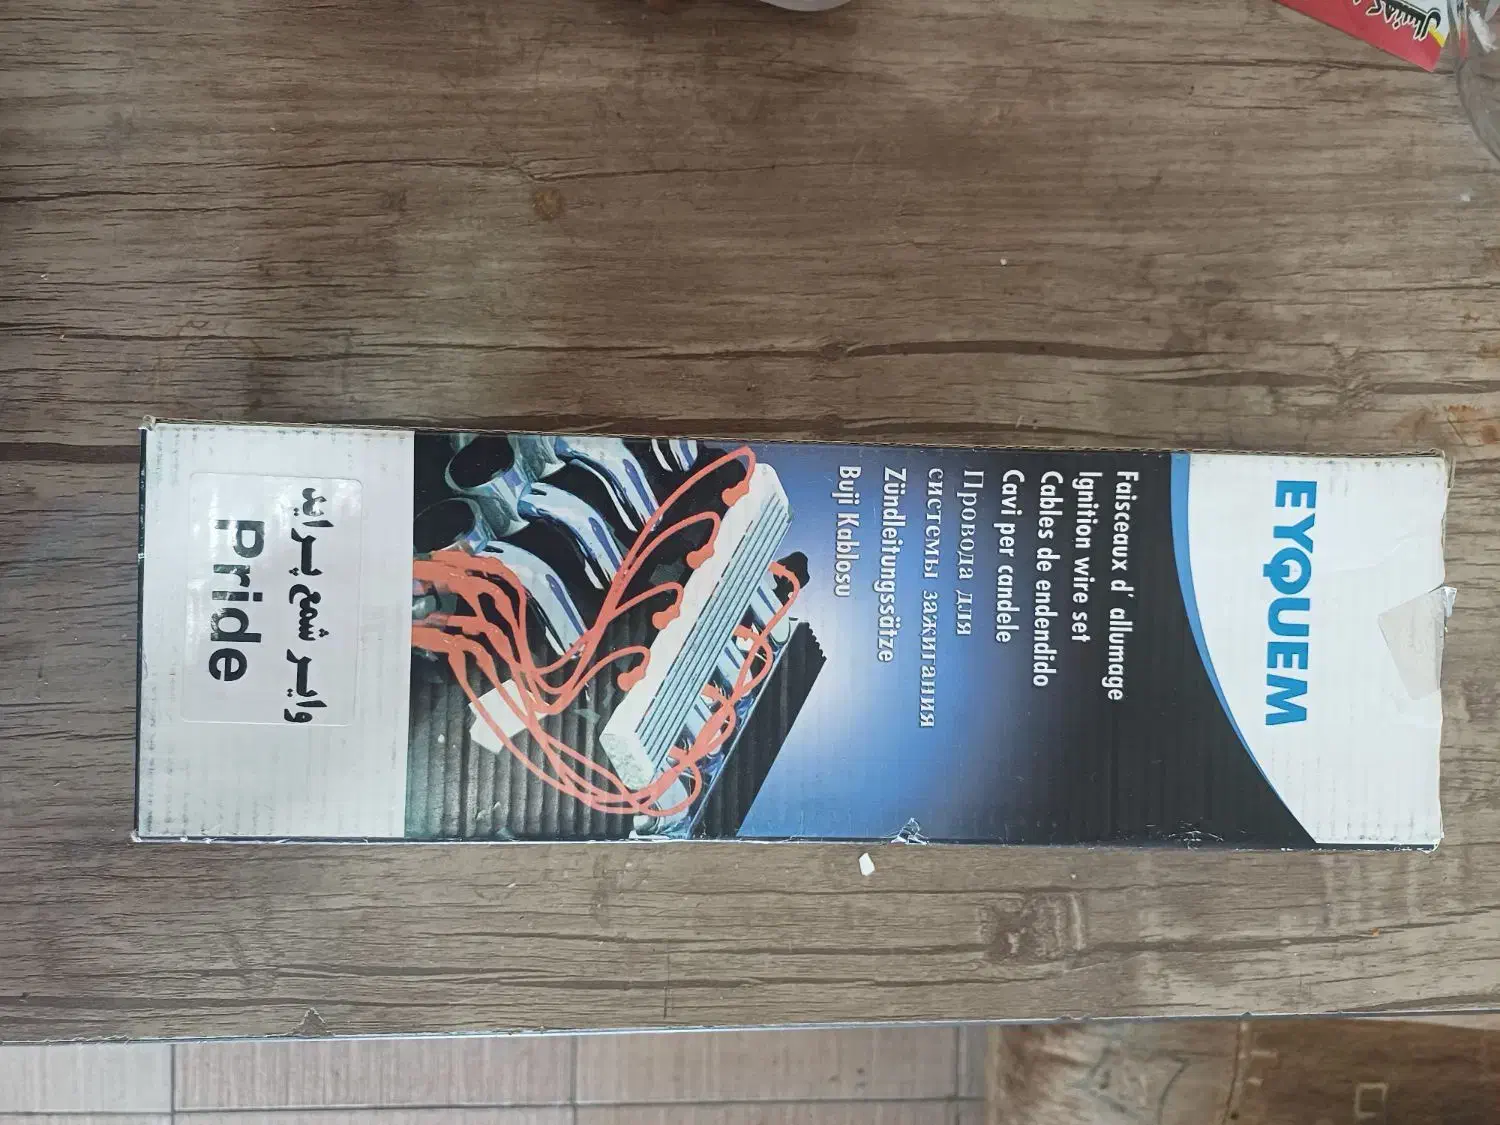 EYQUEM
Faisceaux d' allumage
Ignition wire set
Cables de endendido
Cavi per candele
Провода для
системы зажигания
Zündleitungssätze
Buji Kablosu
وایر شمع پراید
Pride